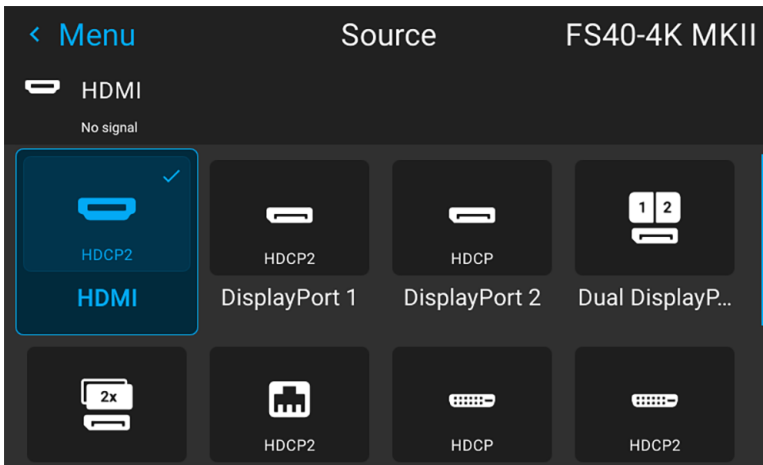 < Menu
Source
FS40-4K MKII
HDMI
No signal
HDCP2
HDCP2
HDCP
1 2
HDMI
DisplayPort 1
DisplayPort 2
Dual DisplayP...
2x
HDCP2
HDCP
HDCP2